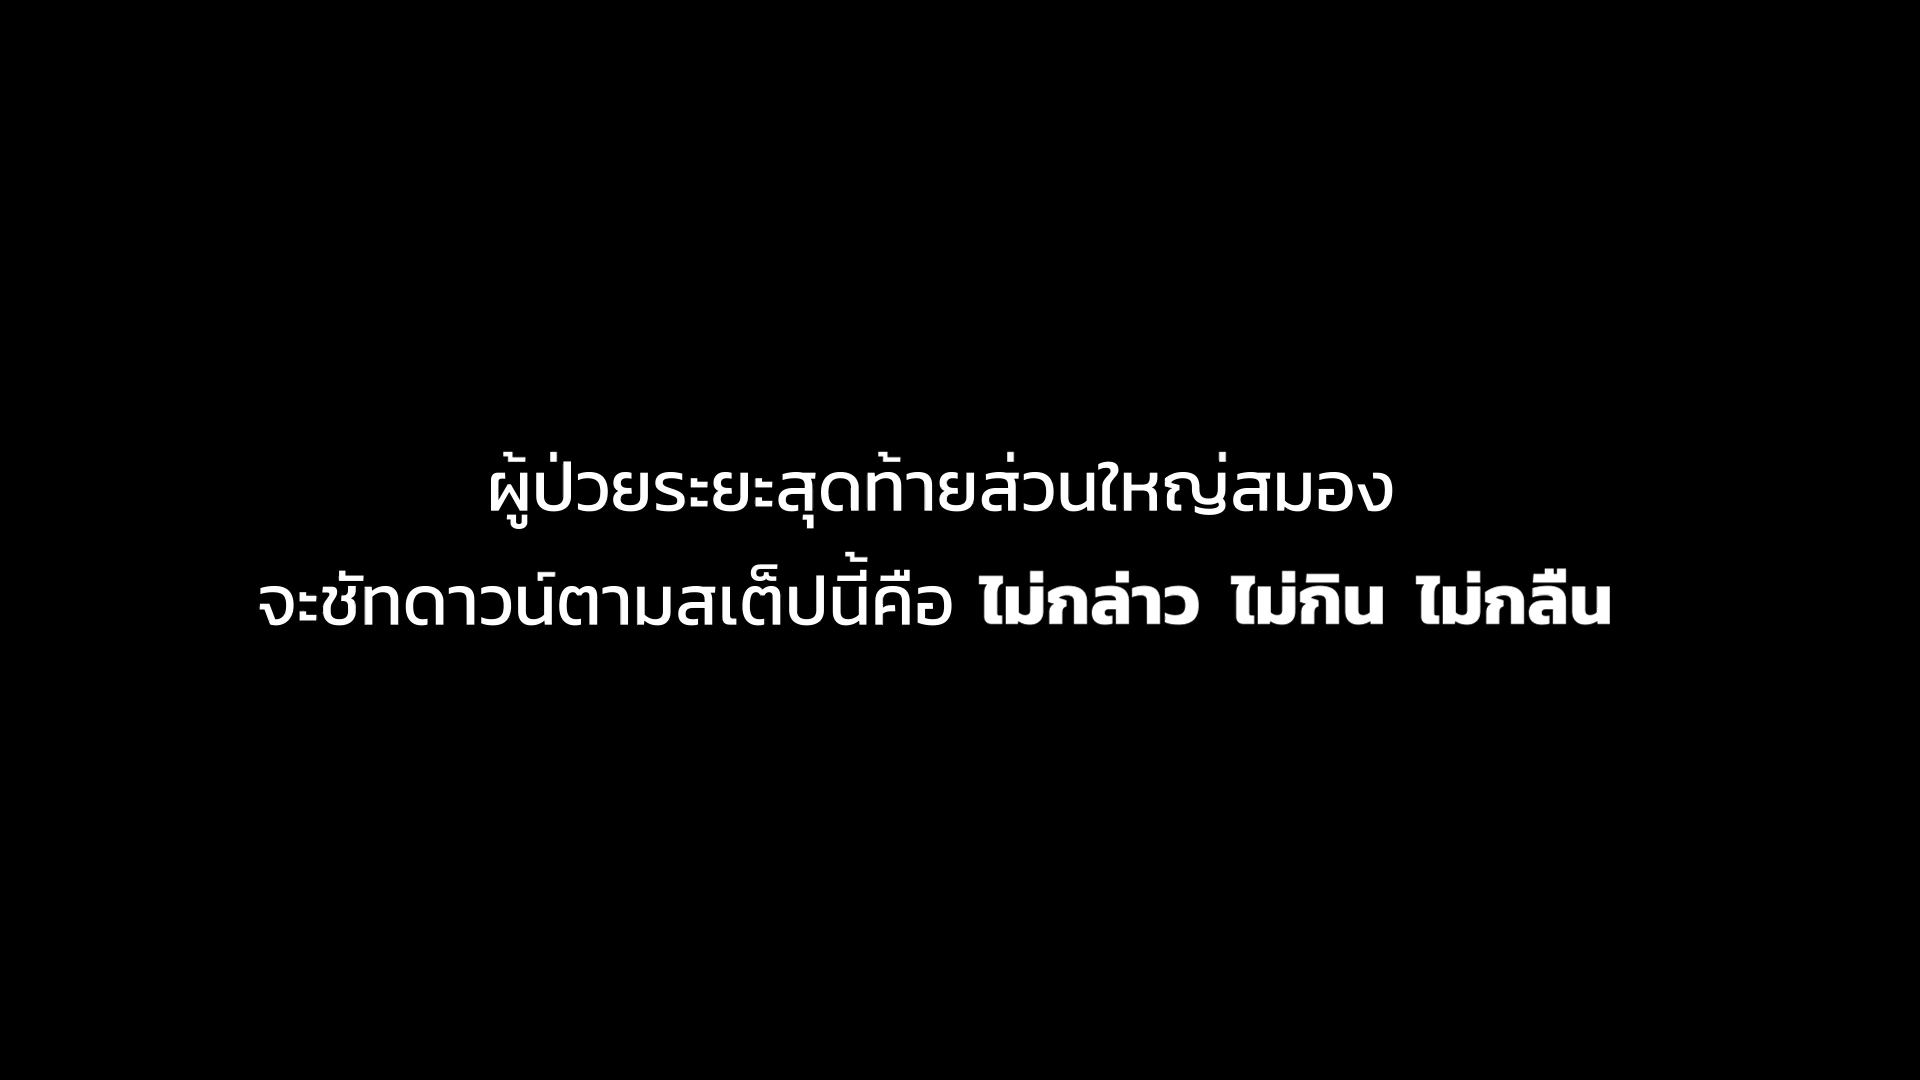 ผู้ป่วยระยะสุดท้ายส่วนใหญ่สมอง
จะชัทดาวน์ตามสเต็ปนี้คือ ไม่กล่าว ไม่กิน ไม่กลืน